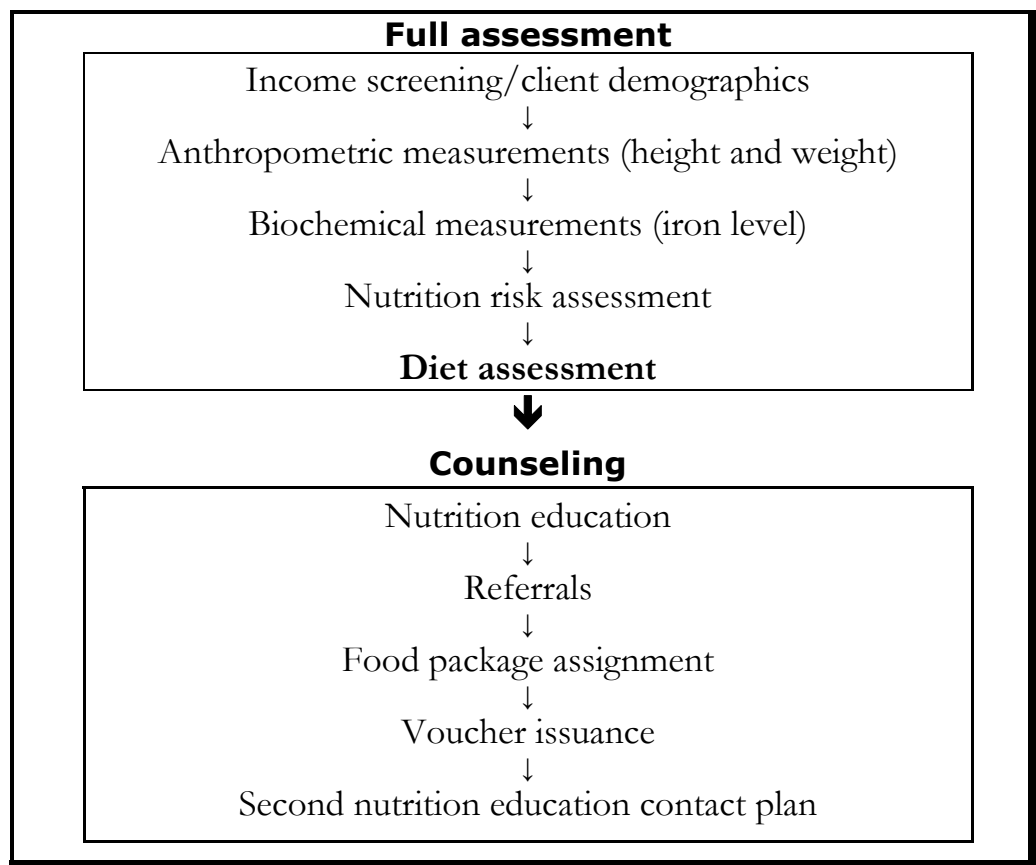 Full assessment
Income screening/client demographics
↓
Anthropometric measurements (height and weight)
↓
Biochemical measurements (iron level)
↓
Nutrition risk assessment
↓
Diet assessment
↓
Counseling
Nutrition education
↓
Referrals
↓
Food package assignment
↓
Voucher issuance
↓
Second nutrition education contact plan